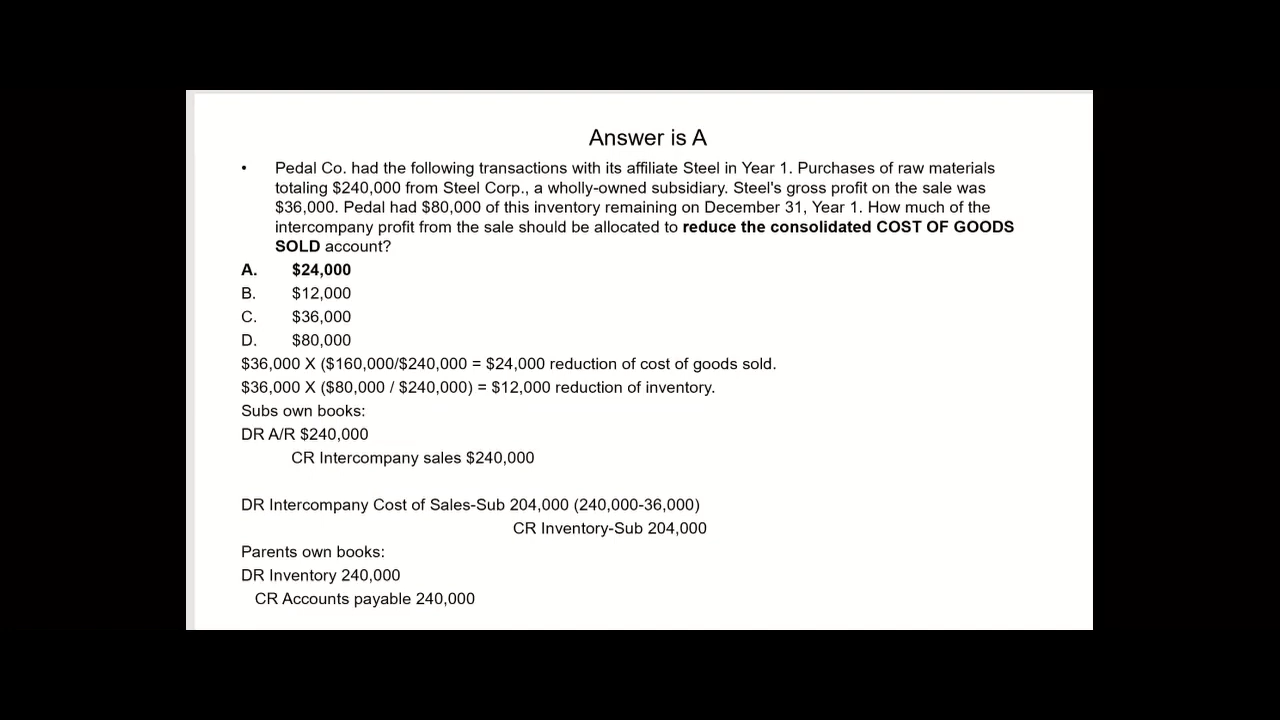 Answer is A
• Pedal Co. had the following transactions with its affiliate Steel in Year 1. Purchases of raw materials
totaling $240,000 from Steel Corp., a wholly-owned subsidiary. Steel's gross profit on the sale was
$36,000. Pedal had $80,000 of this inventory remaining on December 31, Year 1. How much of the
intercompany profit from the sale should be allocated to reduce the consolidated COST OF GOODS
SOLD account?
A. $24,000
B. $12,000
C. $36,000
D. $80,000
$36,000 X ($160,000/$240,000 = $24,000 reduction of cost of goods sold.
$36,000 X ($80,000 / $240,000) = $12,000 reduction of inventory.
Subs own books:
DR A/R $240,000
CR Intercompany sales $240,000
DR Intercompany Cost of Sales-Sub 204,000 (240,000-36,000)
CR Inventory-Sub 204,000
Parents own books:
DR Inventory 240,000
CR Accounts payable 240,000